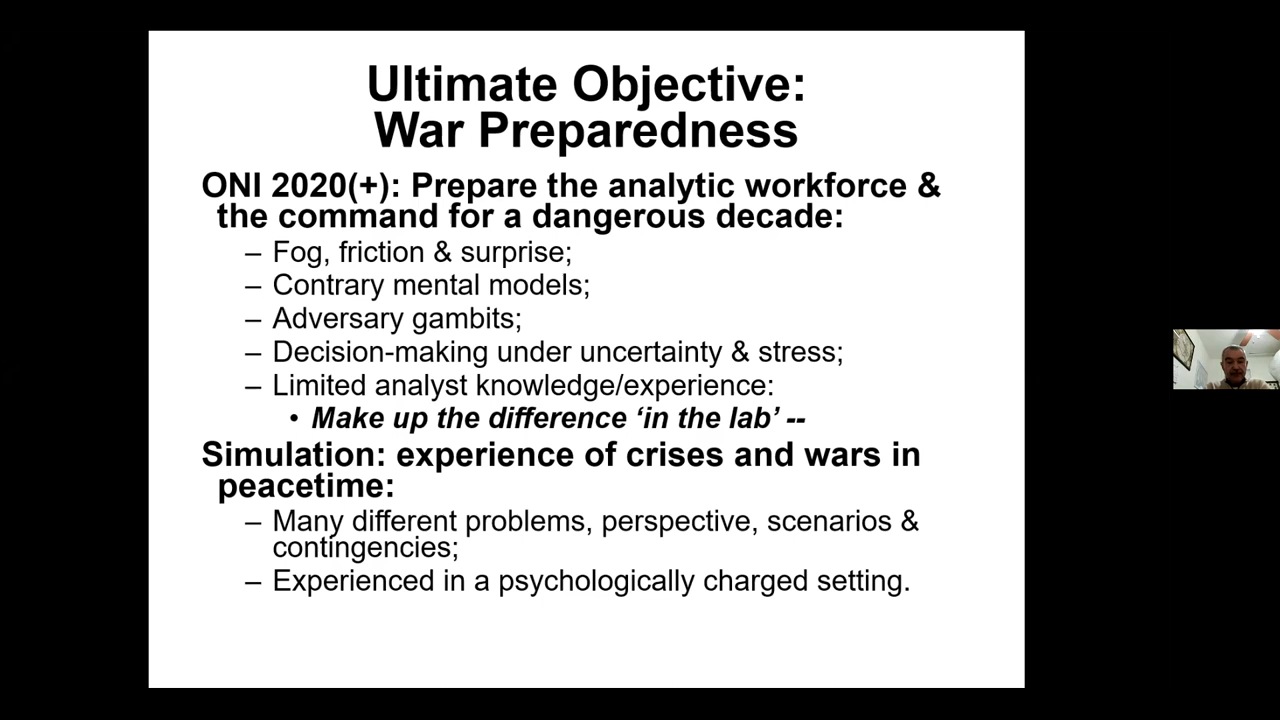 Ultimate Objective:
War Preparedness
ONI 2020(+): Prepare the analytic workforce &
the command for a dangerous decade:
– Fog, friction & surprise;
– Contrary mental models;
– Adversary gambits;
– Decision-making under uncertainty & stress;
– Limited analyst knowledge/experience:
• Make up the difference ‘in the lab’ --
Simulation: experience of crises and wars in
peacetime:
– Many different problems, perspective, scenarios &
contingencies;
– Experienced in a psychologically charged setting.